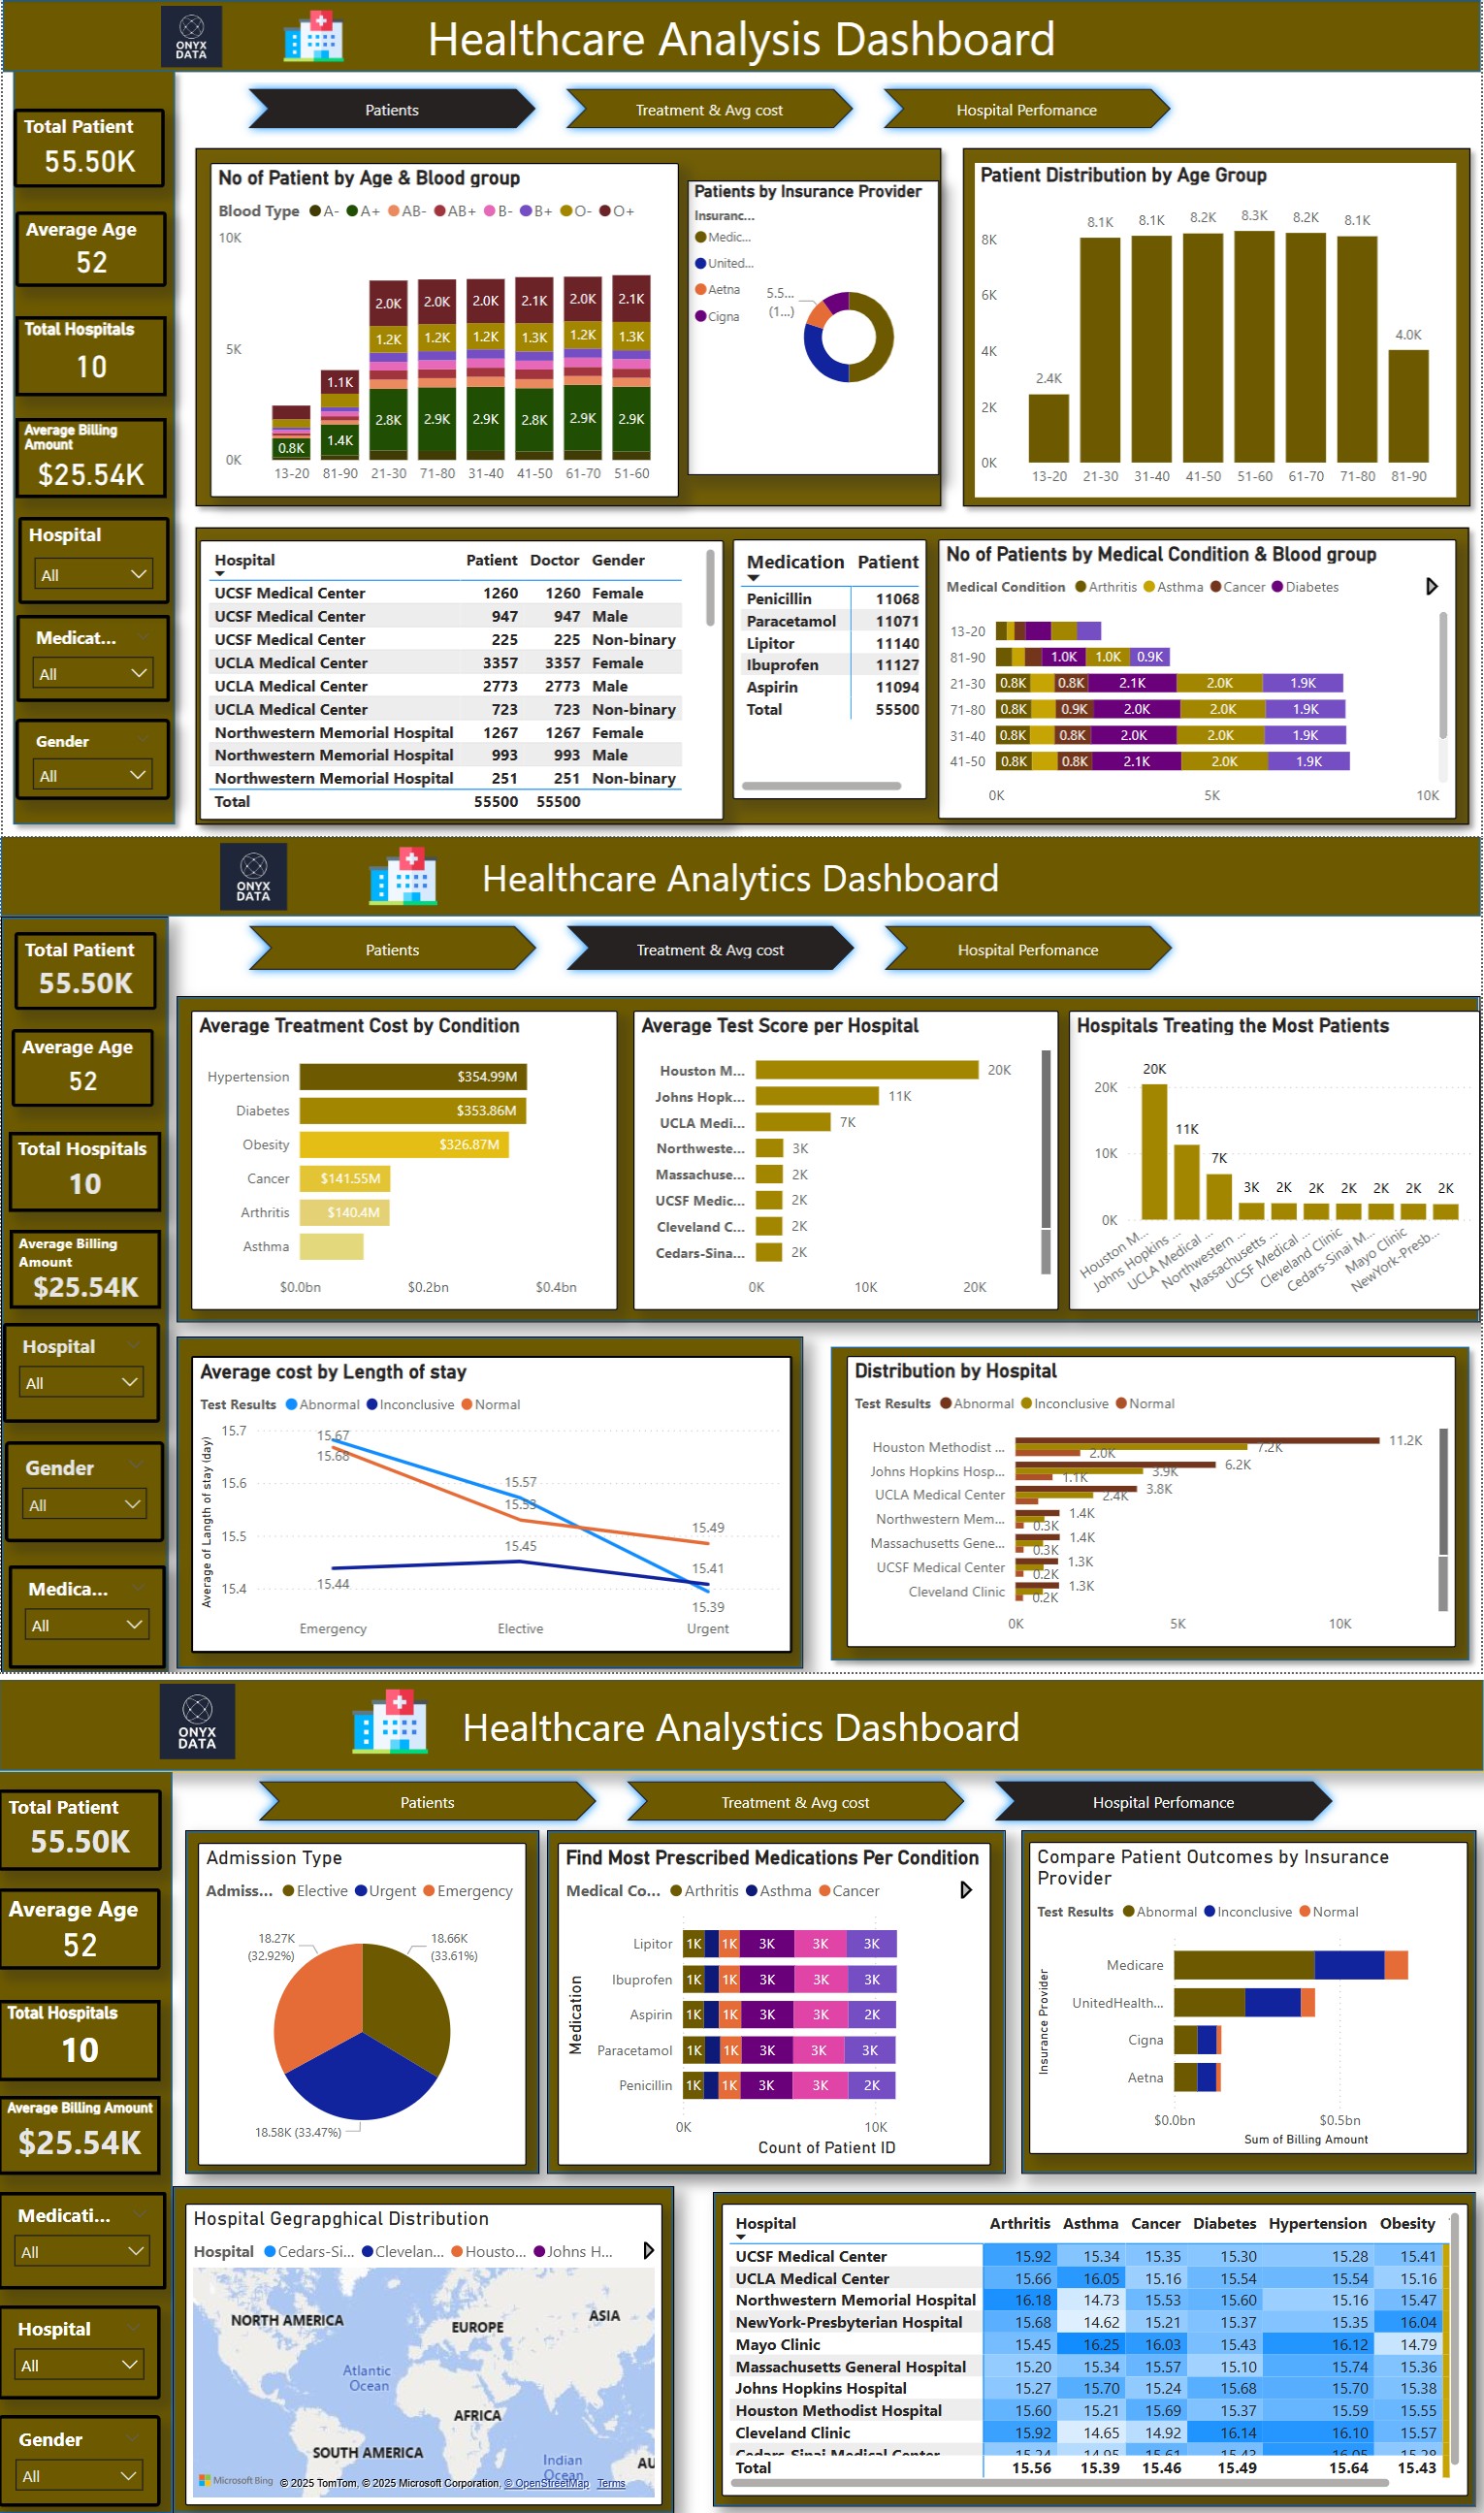 ONYX
DATA
Healthcare Analysis Dashboard
Patients
Treatment & Avg cost
Hospital Perfomance
Total Patient
55.50K
Average Age
52
Total Hospitals
10
Average Billing
Amount
$25.54K
Hospital
All
Medicat...
All
Gender
All
No of Patient by Age & Blood group
Blood Type A- A+ AB- AB+ B- B+ O- O+
10K
5K
0K
0.8K
1.1K
1.4K
2.0K 2.0K 2.0K 2.1K 2.0K 2.1K
1.2K 1.2K 1.2K 1.3K 1.2K 1.3K
2.8K 2.9K 2.9K 2.8K 2.9K 2.9K
13-20 81-90 21-30 71-80 31-40 41-50 61-70 51-60
Patients by Insurance Provider
Insuranc...
Medic...
United...
Aetna
Cigna
5.5...
(1...)
Patient Distribution by Age Group
8K
6K
4K
2K
0K
2.4K 8.1K 8.1K 8.2K 8.3K 8.2K 8.1K 4.0K
13-20 21-30 31-40 41-50 51-60 61-70 71-80 81-90
Hospital Patient Doctor Gender
UCSF Medical Center 1260 1260 Female
UCSF Medical Center 947 947 Male
UCSF Medical Center 225 225 Non-binary
UCLA Medical Center 3357 3357 Female
UCLA Medical Center 2773 2773 Male
UCLA Medical Center 723 723 Non-binary
Northwestern Memorial Hospital 1267 1267 Female
Northwestern Memorial Hospital 993 993 Male
Northwestern Memorial Hospital 251 251 Non-binary
Total 55500 55500
Medication Patient
Penicillin 11068
Paracetamol 11071
Lipitor 11140
Ibuprofen 11127
Aspirin 11094
Total 55500
No of Patients by Medical Condition & Blood group
Medical Condition Arthritis Asthma Cancer Diabetes
13-20
81-90 1.0K 1.0K 0.9K
21-30 0.8K 0.8K 2.1K 2.0K 1.9K
71-80 0.8K 0.9K 2.0K 2.0K 1.9K
31-40 0.8K 0.8K 2.0K 2.0K 1.9K
41-50 0.8K 0.8K 2.1K 2.0K 1.9K
0K 5K 10K
ONYX
DATA
Healthcare Analytics Dashboard
Patients
Treatment & Avg cost
Hospital Perfomance
Total Patient
55.50K
Average Age
52
Total Hospitals
10
Average Billing
Amount
$25.54K
Hospital
All
Gender
All
Medica...
All
Average Treatment Cost by Condition
Hypertension $354.99M
Diabetes $353.86M
Obesity $326.87M
Cancer $141.55M
Arthritis $140.4M
Asthma
$0.0bn $0.2bn $0.4bn
Average Test Score per Hospital
Houston M... 20K
Johns Hopk... 11K
UCLA Medi... 7K
Northweste... 3K
Massachuse... 2K
UCSF Medic... 2K
Cleveland C... 2K
Cedars-Sina... 2K
0K 10K 20K
Hospitals Treating the Most Patients
20K
10K
0K
20K 11K 7K 3K 2K 2K 2K 2K 2K 2K
Houston M... Johns Hopkins ... UCLA Medical ... Northwestern ... Massachusetts ... UCSF Medical ... Cleveland Clinic Cedars-Sinai M... Mayo Clinic NewYork-Presb...
Average cost by Length of stay
Test Results Abnormal Inconclusive Normal
Average of Langth of stay (day)
15.7
15.6
15.5
15.4
15.67
15.68
15.44
15.57
15.53
15.45
15.49
15.41
15.39
Emergency Elective Urgent
Distribution by Hospital
Test Results Abnormal Inconclusive Normal
Houston Methodist ... 11.2K 7.2K 2.0K
Johns Hopkins Hosp... 6.2K 3.9K 1.1K
UCLA Medical Center 3.8K 2.4K
Northwestern Mem... 1.4K 0.3K
Massachusetts Gene... 1.4K 0.3K
UCSF Medical Center 1.3K 0.2K
Cleveland Clinic 1.3K 0.2K
0K 5K 10K
ONYX
DATA
Healthcare Analystics Dashboard
Patients
Treatment & Avg cost
Hospital Perfomance
Total Patient
55.50K
Average Age
52
Total Hospitals
10
Average Billing Amount
$25.54K
Medicati...
All
Hospital
All
Gender
All
Admission Type
Admiss... Elective Urgent Emergency
18.27K
(32.92%)
18.66K
(33.61%)
18.58K (33.47%)
Find Most Prescribed Medications Per Condition
Medical Co... Arthritis Asthma Cancer
Medication
Lipitor 1K 1K 3K 3K 3K
Ibuprofen 1K 1K 3K 3K 3K
Aspirin 1K 1K 3K 3K 2K
Paracetamol 1K 1K 3K 3K 3K
Penicillin 1K 1K 3K 3K 2K
0K 10K
Count of Patient ID
Compare Patient Outcomes by Insurance
Provider
Test Results Abnormal Inconclusive Normal
Insurance Provider
Medicare
UnitedHealth...
Cigna
Aetna
$0.0bn $0.5bn
Sum of Billing Amount
Hospital Gegrapghical Distribution
Hospital Cedars-Si... Clevelan... Housto... Johns H...
NORTH AMERICA
EUROPE
ASIA
Atlantic
Ocean
AFRICA
SOUTH AMERICA
Indian
Ocean
AU
Microsoft Bing © 2025 TomTom, © 2025 Microsoft Corporation, © OpenStreetMap Terms
Hospital Arthritis Asthma Cancer Diabetes Hypertension Obesity
UCSF Medical Center 15.92 15.34 15.35 15.30 15.28 15.41
UCLA Medical Center 15.66 16.05 15.16 15.54 15.54 15.16
Northwestern Memorial Hospital 16.18 14.73 15.53 15.60 15.16 15.47
NewYork-Presbyterian Hospital 15.68 14.62 15.21 15.37 15.35 16.04
Mayo Clinic 15.45 16.25 16.03 15.43 16.12 14.79
Massachusetts General Hospital 15.20 15.34 15.57 15.10 15.74 15.36
Johns Hopkins Hospital 15.27 15.70 15.24 15.68 15.70 15.38
Houston Methodist Hospital 15.60 15.21 15.69 15.37 15.59 15.55
Cleveland Clinic 15.92 14.65 14.92 16.14 16.10 15.57
Cedars-Sinai Medical Center 15.24 14.95 15.61 15.43 16.05 15.28
Total 15.56 15.39 15.46 15.49 15.64 15.43